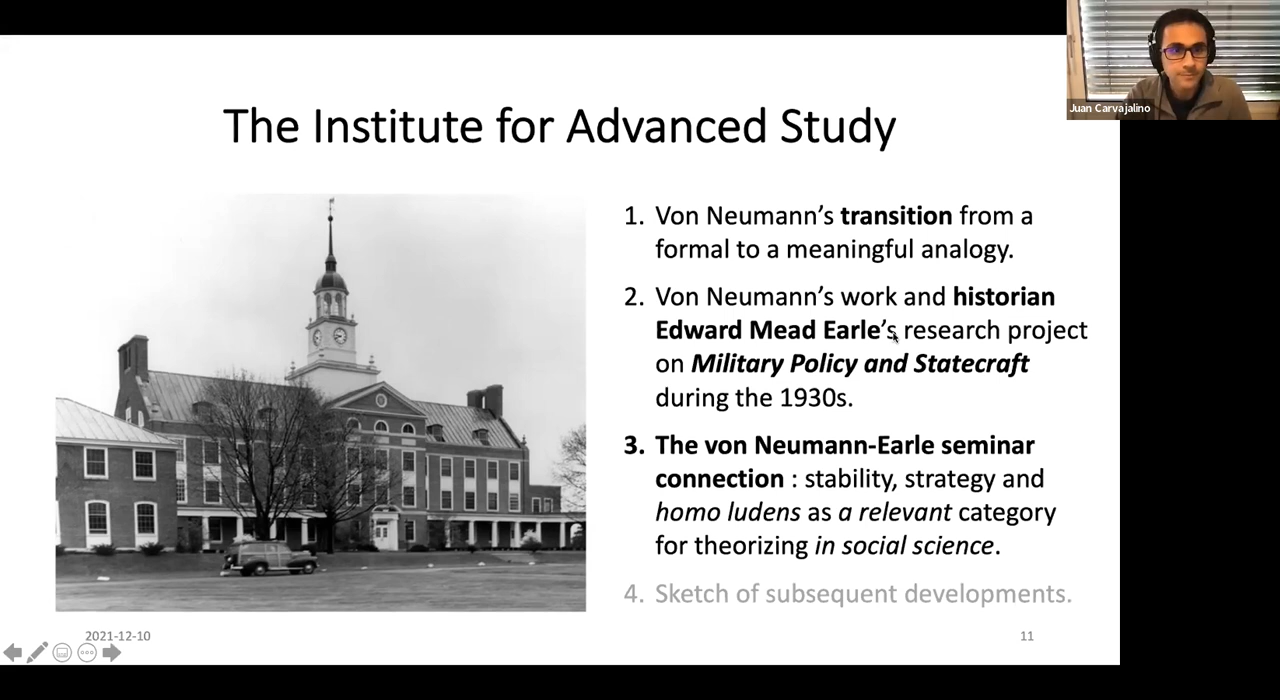 Juan Carvajalino
The Institute for Advanced Study
1. Von Neumann’s transition from a
formal to a meaningful analogy.
2. Von Neumann’s work and historian
Edward Mead Earle’s research project
on Military Policy and Statecraft
during the 1930s.
3. The von Neumann-Earle seminar
connection : stability, strategy and
homo ludens as a relevant category
for theorizing in social science.
4. Sketch of subsequent developments.
2021-12-10
11